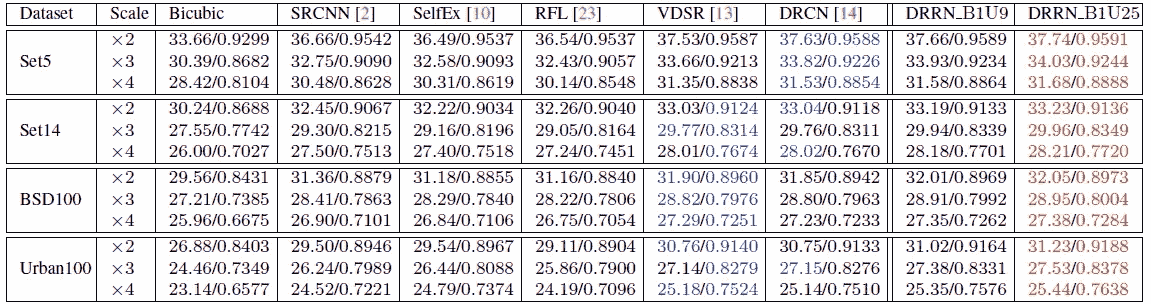 Dataset Scale Bicubic SRCNN [2] SelfEx [10] RFL [23] VDSR [13] DRCN [14] DRRN_B1U9 DRRN_B1U25
×2 33.66/0.9299 36.66/0.9542 36.49/0.9537 36.54/0.9537 37.53/0.9587 37.63/0.9588 37.66/0.9589 37.74/0.9591
Set5 ×3 30.39/0.8682 32.75/0.9090 32.58/0.9093 32.43/0.9057 33.66/0.9213 33.82/0.9226 33.93/0.9234 34.03/0.9244
×4 28.42/0.8104 30.48/0.8628 30.31/0.8619 30.14/0.8548 31.35/0.8838 31.53/0.8854 31.58/0.8864 31.68/0.8888
×2 30.24/0.8688 32.45/0.9067 32.22/0.9034 32.26/0.9040 33.03/0.9124 33.04/0.9118 33.19/0.9133 33.23/0.9136
Set14 ×3 27.55/0.7742 29.30/0.8215 29.16/0.8196 29.05/0.8164 29.77/0.8314 29.76/0.8311 29.94/0.8339 29.96/0.8349
×4 26.00/0.7027 27.50/0.7513 27.40/0.7518 27.24/0.7451 28.01/0.7674 28.02/0.7670 28.18/0.7701 28.21/0.7720
×2 29.56/0.8431 31.36/0.8879 31.18/0.8855 31.16/0.8840 31.90/0.8960 31.85/0.8942 32.01/0.8969 32.05/0.8973
BSD100 ×3 27.21/0.7385 28.41/0.7863 28.29/0.7840 28.22/0.7806 28.82/0.7976 28.80/0.7963 28.91/0.7992 28.95/0.8004
×4 25.96/0.6675 26.90/0.7101 26.84/0.7106 26.75/0.7054 27.29/0.7251 27.23/0.7233 27.35/0.7262 27.38/0.7284
×2 26.88/0.8403 29.50/0.8946 29.54/0.8967 29.11/0.8904 30.76/0.9140 30.75/0.9133 31.02/0.9164 31.23/0.9188
Urban100 ×3 24.46/0.7349 26.24/0.7989 26.44/0.8088 25.86/0.7900 27.14/0.8279 27.15/0.8276 27.38/0.8331 27.53/0.8378
×4 23.14/0.6577 24.52/0.7221 24.79/0.7374 24.19/0.7096 25.18/0.7524 25.14/0.7510 25.35/0.7576 25.44/0.7638